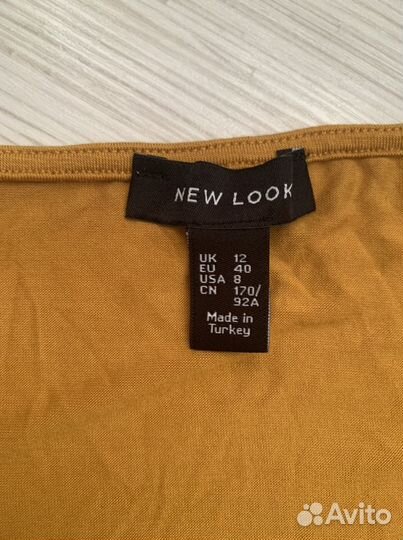 NEW LOOK
UK 12
EU 40
USA 8
CN 170/
92A
Made in
Turkey
Avito